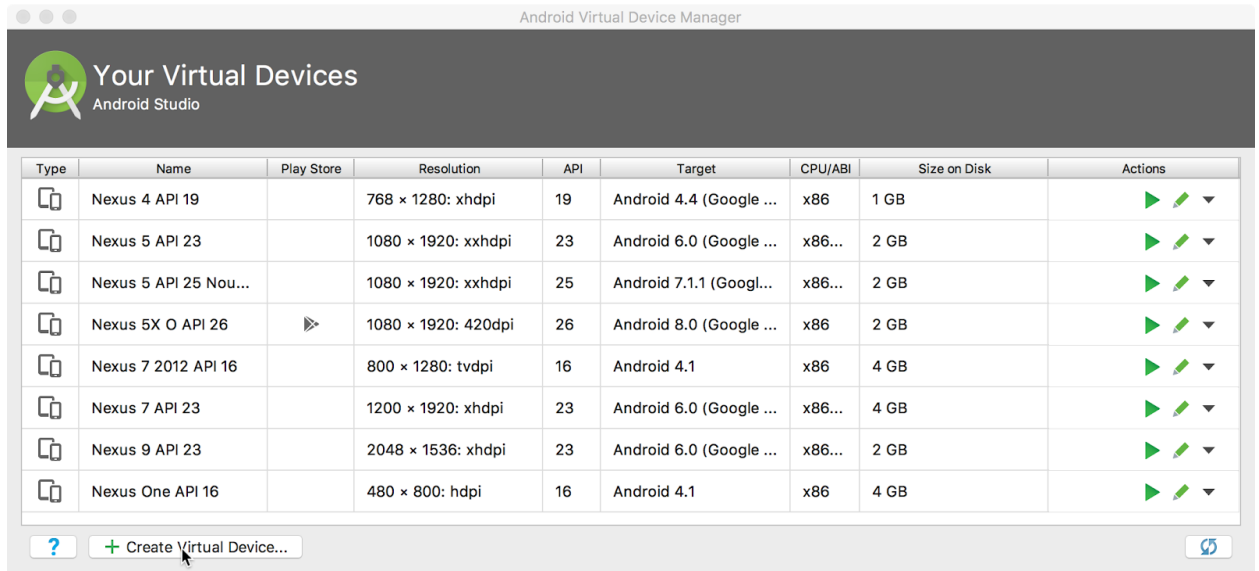 Android Virtual Device Manager
Your Virtual Devices
Android Studio
Type Name Play Store Resolution API Target CPU/ABI Size on Disk Actions
Nexus 4 API 19 768 × 1280: xhdpi 19 Android 4.4 (Google ... x86 1 GB
Nexus 5 API 23 1080 × 1920: xxhdpi 23 Android 6.0 (Google ... x86... 2 GB
Nexus 5 API 25 Nou... 1080 × 1920: xxhdpi 25 Android 7.1.1 (Googl... x86... 2 GB
Nexus 5X O API 26 1080 × 1920: 420dpi 26 Android 8.0 (Google ... x86 2 GB
Nexus 7 2012 API 16 800 × 1280: tvdpi 16 Android 4.1 x86 4 GB
Nexus 7 API 23 1200 × 1920: xhdpi 23 Android 6.0 (Google ... x86... 4 GB
Nexus 9 API 23 2048 × 1536: xhdpi 23 Android 6.0 (Google ... x86... 2 GB
Nexus One API 16 480 × 800: hdpi 16 Android 4.1 x86 4 GB
? + Create Virtual Device...